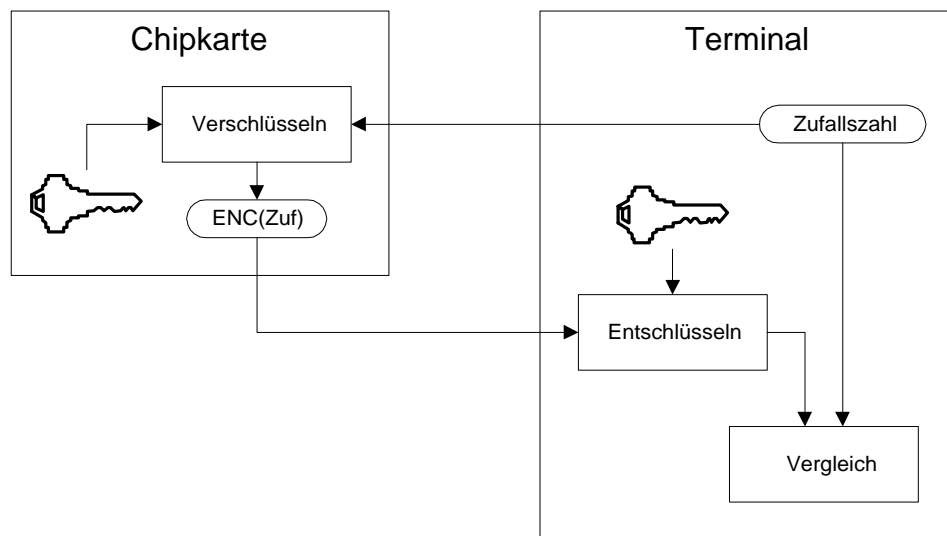 Chipkarte
Terminal
Verschlüsseln
Zufallszahl
ENC(Zuf)
Entschlüsseln
Vergleich